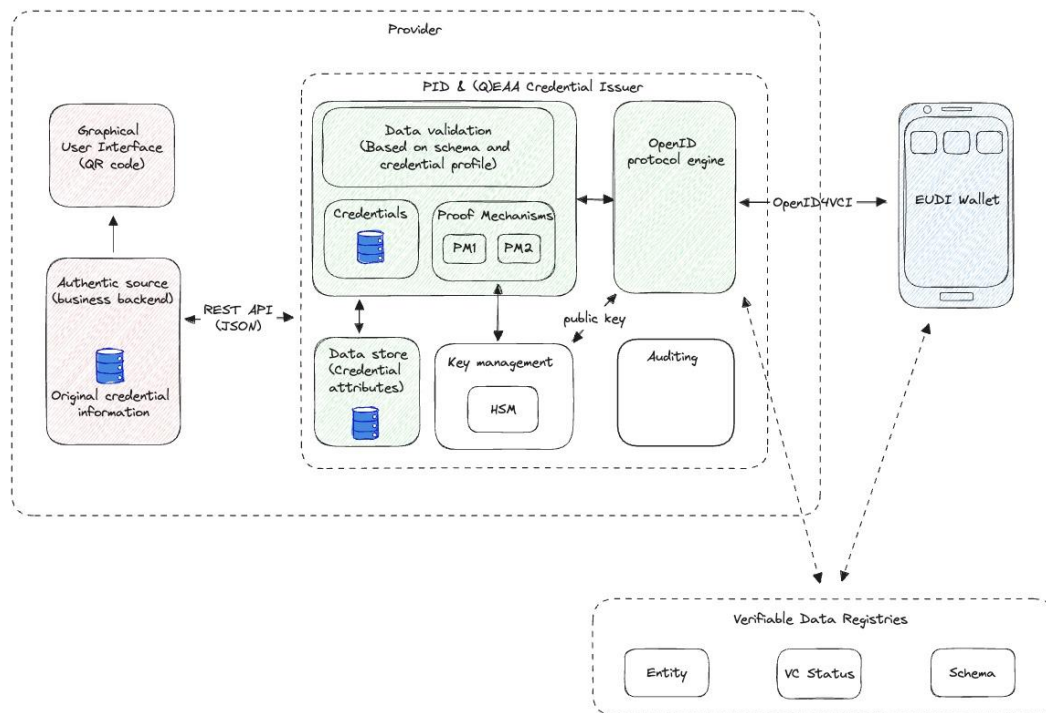 Provider
PID & (Q)EAA Credential Issuer
Graphical
User Interface
(QR code)
Data validation
(Based on schema and
credential profile)
OpenID
protocol engine
Credentials
Proof Mechanisms
PM1
PM2
OpenID4VCI
EUDI Wallet
Authentic source
(business backend)
Original credential
information
REST API
(JSON)
public key
Data store
(Credential
attributes)
Key management
HSM
Auditing
Verifiable Data Registries
Entity
VC Status
Schema